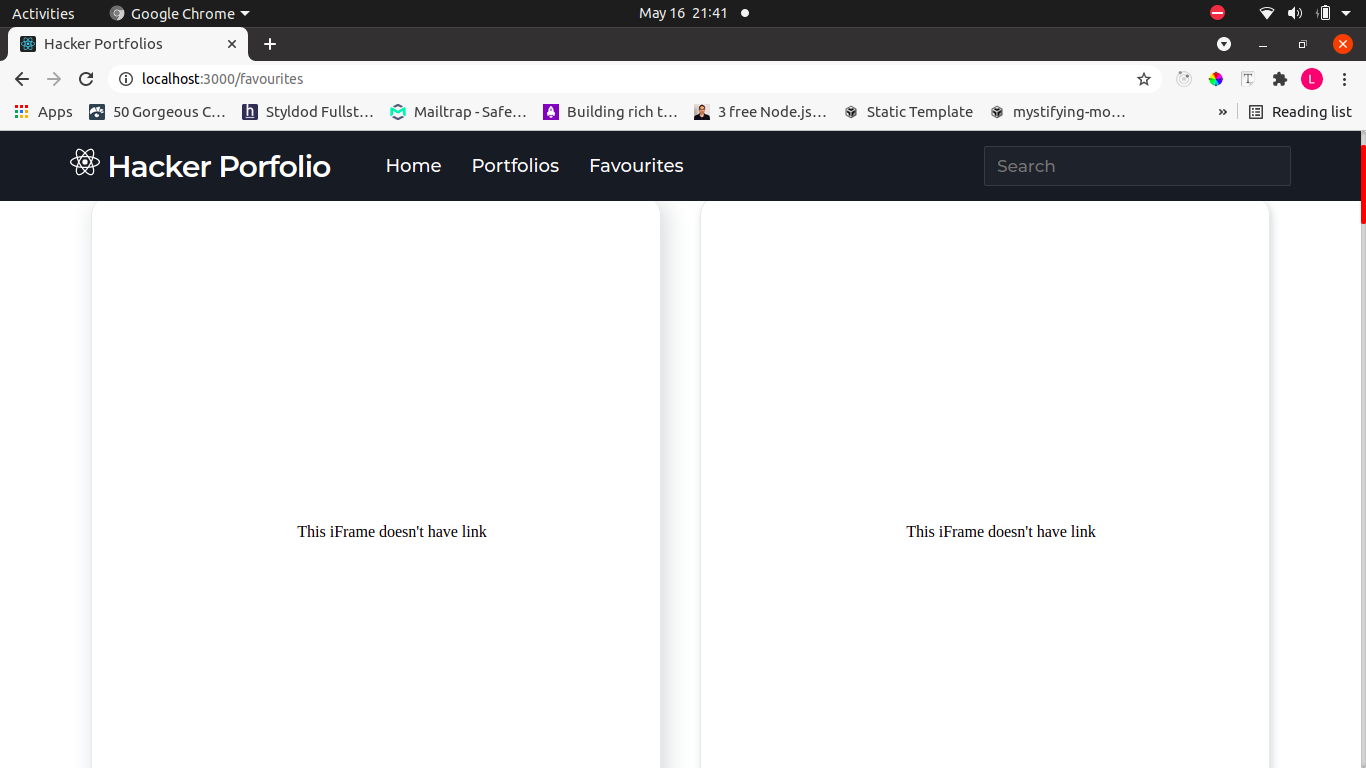 Activities Google Chrome May 16 21:41
Hacker Portfolios
localhost:3000/favourites L
Apps 50 Gorgeous C... Styldod Fullst... Mailtrap - Safe... Building rich t... 3 free Node.js... Static Template mystifying-mo... » Reading list
Hacker Porfolio Home Portfolios Favourites Search
This iFrame doesn't have link This iFrame doesn't have link